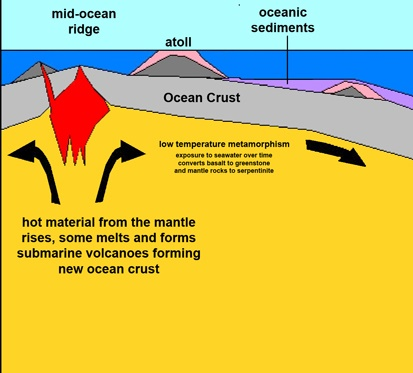 mid-ocean
ridge
oceanic
sediments
atoll
Ocean Crust
low temperature metamorphism
exposure to seawater over time
converts basalt to greenstone
and mantle rocks to serpentinite
hot material from the mantle
rises, some melts and forms
submarine volcanoes forming
new ocean crust